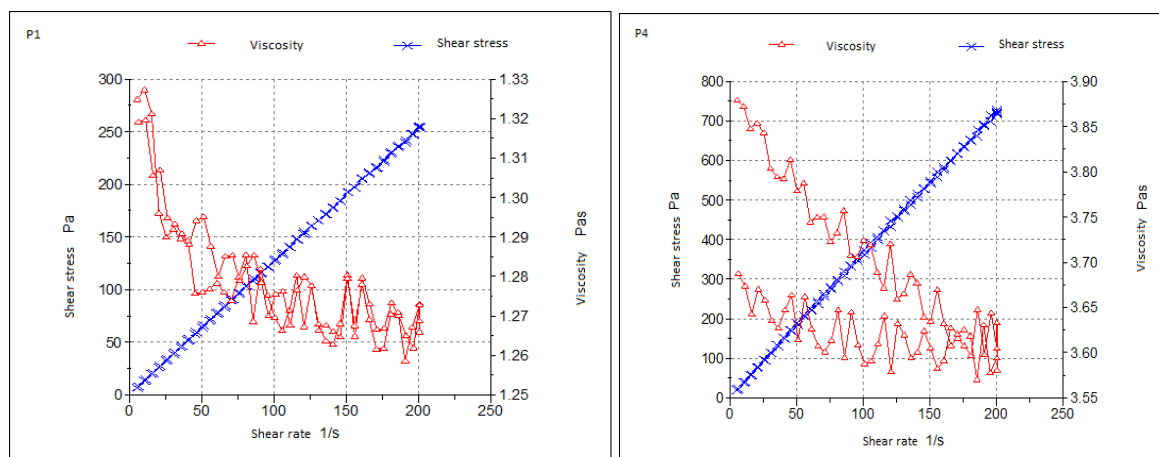 P1
Viscosity
Shear stress
300
250
200
150
100
50
0
Shear stress Pa
1.33
1.32
1.31
1.30
1.29
1.28
1.27
1.26
1.25
Viscosity Pas
0 50 100 150 200 250
Shear rate 1/s
P4
Viscosity
Shear stress
800
700
600
500
400
300
200
100
0
Shear stress Pa
3.90
3.85
3.80
3.75
3.70
3.65
3.60
3.55
Viscosity Pas
0 50 100 150 200 250
Shear rate 1/s